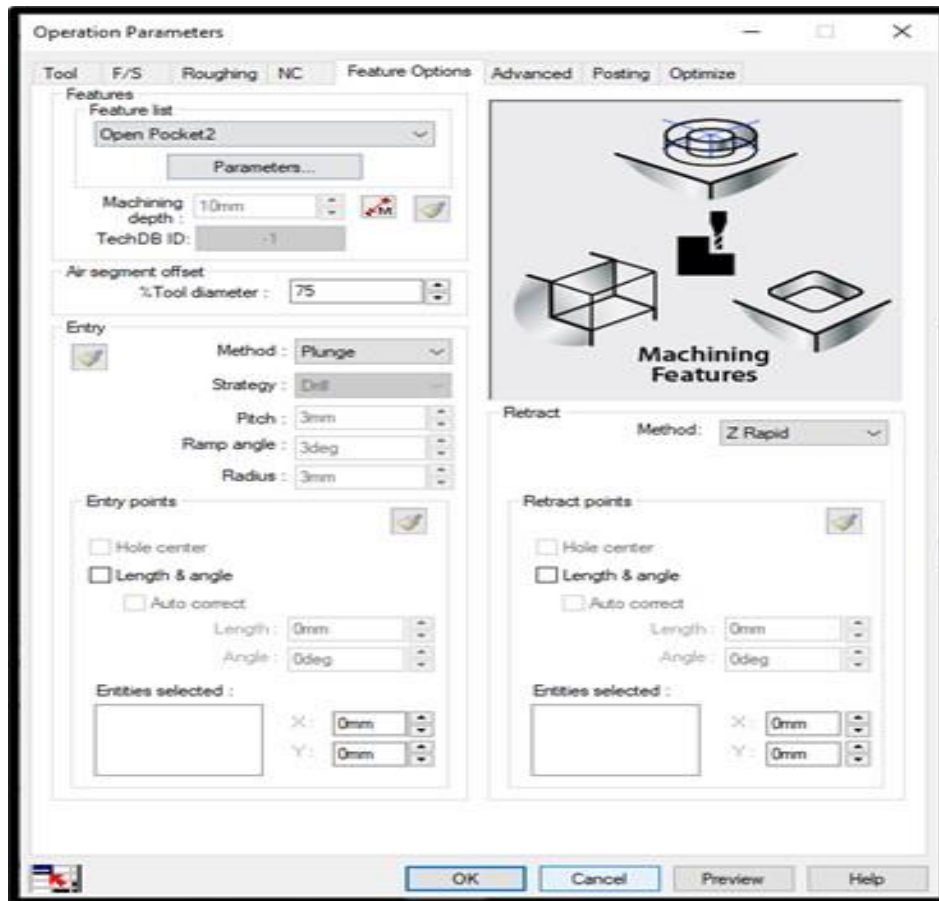 Operation Parameters
Tool F/S Roughing NC Feature Options Advanced Posting Optimize
Features
Feature list
Open Pocket2
Parameters...
Machining depth : 10mm
M
TechDB ID: -1
Air segment offset
%Tool diameter : 75
Entry
Method : Plunge
Strategy : Drill
Pitch : 3mm
Ramp angle : 3deg
Radius : 3mm
Entry points
Hole center
Length & angle
Auto correct
Length : 0mm
Angle : 0deg
Entities selected :
X : 0mm
Y : 0mm
Machining
Features
Retract
Method: Z Rapid
Retract points
Hole center
Length & angle
Auto correct
Length : 0mm
Angle : 0deg
Entities selected :
X : 0mm
Y : 0mm
OK Cancel Preview Help